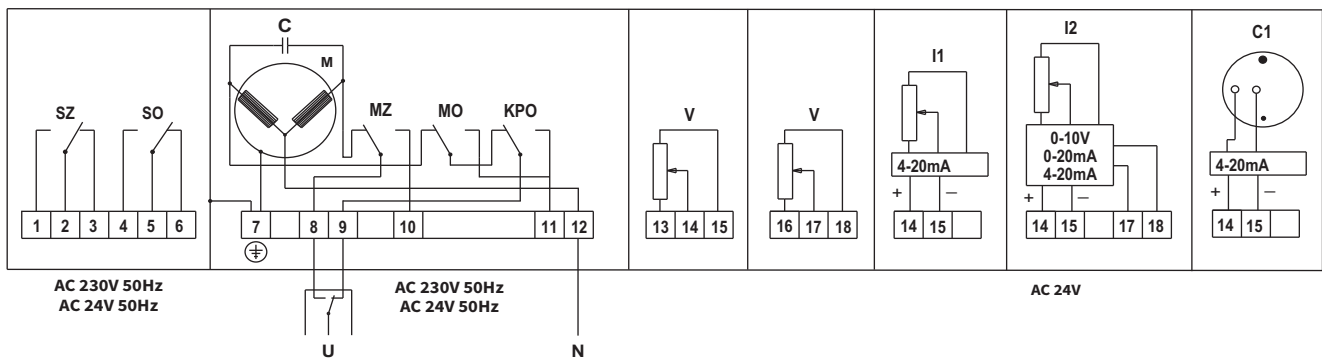 C
M
SZ
SO
MZ
MO
KPO
V
V
I1
I2
C1
4-20mA
0-10V
0-20mA
4-20mA
4-20mA
+ −
+ −
+ −
1 2 3 4 5 6
7 8 9 10 11 12
13 14 15
16 17 18
14 15
14 15 17 18
14 15
AC 230V 50Hz
AC 24V 50Hz
AC 230V 50Hz
AC 24V 50Hz
AC 24V
U
N